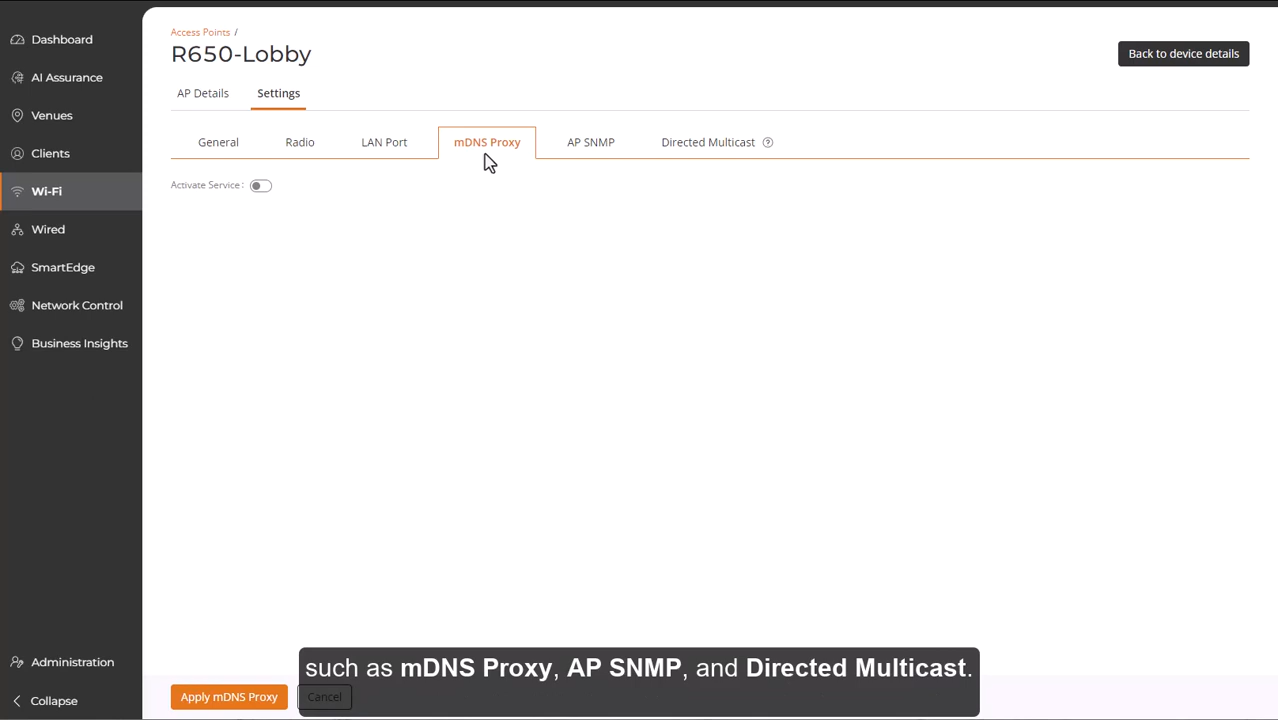 Dashboard
AI Assurance
Venues
Clients
Wi-Fi
Wired
SmartEdge
Network Control
Business Insights
Administration
Collapse
Access Points /
R650-Lobby
Back to device details
AP Details
Settings
General
Radio
LAN Port
mDNS Proxy
AP SNMP
Directed Multicast ?
Activate Service :
such as mDNS Proxy, AP SNMP, and Directed Multicast.
Apply mDNS Proxy
Cancel